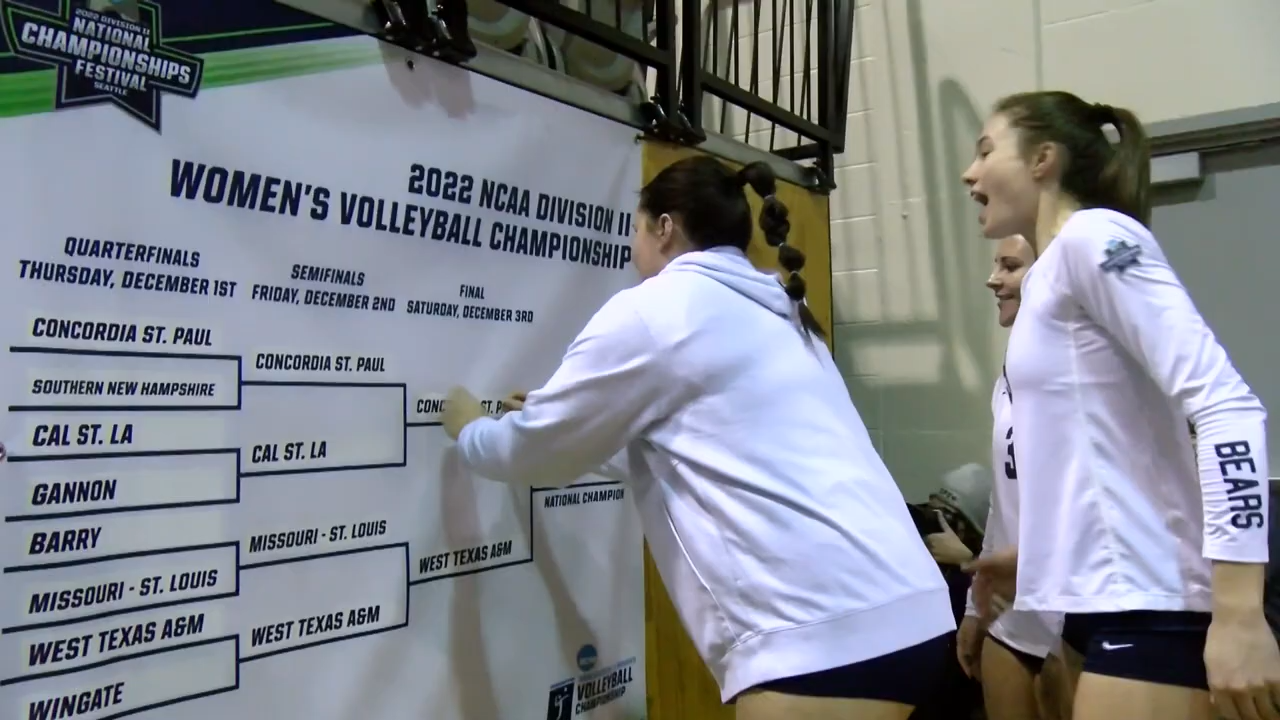 2022 DIVISION II
NATIONAL
CHAMPIONSHIPS
FESTIVAL
SEATTLE
2022 NCAA DIVISION II
WOMEN'S VOLLEYBALL CHAMPIONSHIP
QUARTERFINALS
THURSDAY, DECEMBER 1ST
SEMIFINALS
FRIDAY, DECEMBER 2ND
FINAL
SATURDAY, DECEMBER 3RD
CONCORDIA ST. PAUL
SOUTHERN NEW HAMPSHIRE
CAL ST. LA
GANNON
BARRY
MISSOURI - ST. LOUIS
WEST TEXAS A&M
WINGATE
CONCORDIA ST. PAUL
CAL ST. LA
MISSOURI - ST. LOUIS
WEST TEXAS A&M
ST.
WEST TEXAS A&M
NATIONAL CHAMPION
VOLLEYBALL
CHAMPIONSHIP
3
BEARS